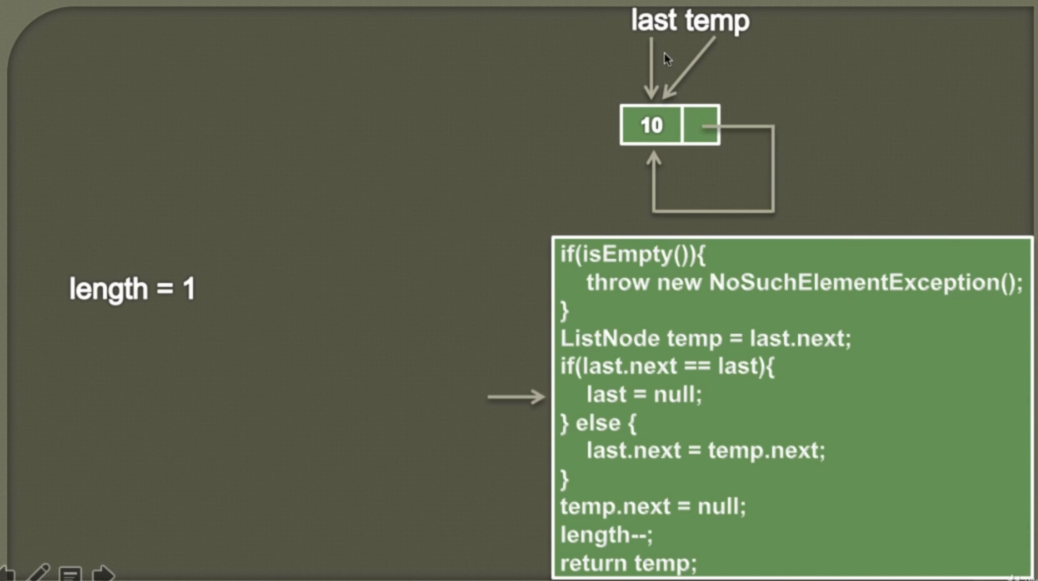 last temp
10
length = 1
if(isEmpty()){
    throw new NoSuchElementException();
}
ListNode temp = last.next;
if(last.next == last){
    last = null;
} else {
    last.next = temp.next;
}
temp.next = null;
length--;
return temp;